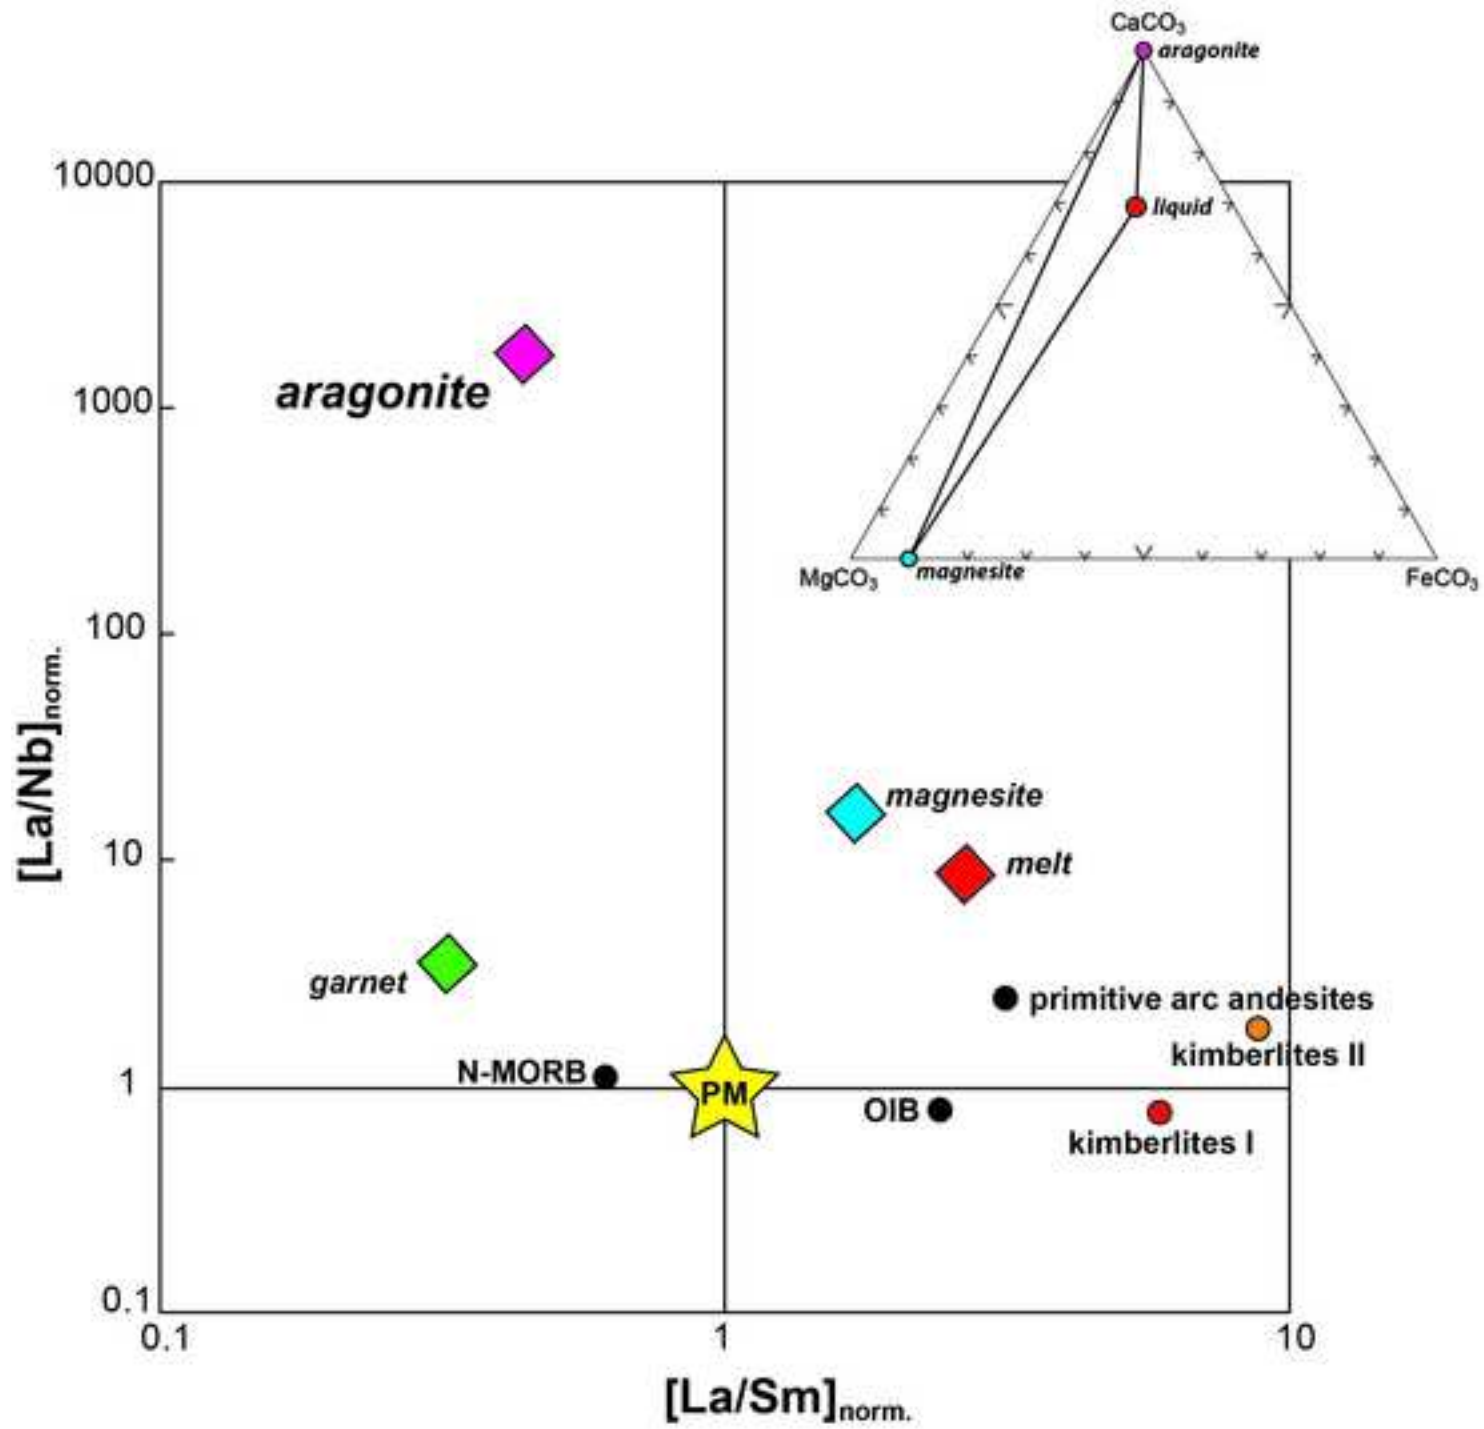 CaCO₃
aragonite
10000
liquid
aragonite
1000
MgCO₃
magnesite
FeCO₃
100
[La/Nb]norm.
magnesite
10
melt
garnet
primitive arc andesites
kimberlites II
N-MORB
1
PM
OIB
kimberlites I
0.1
0.1
1
10
[La/Sm]norm.